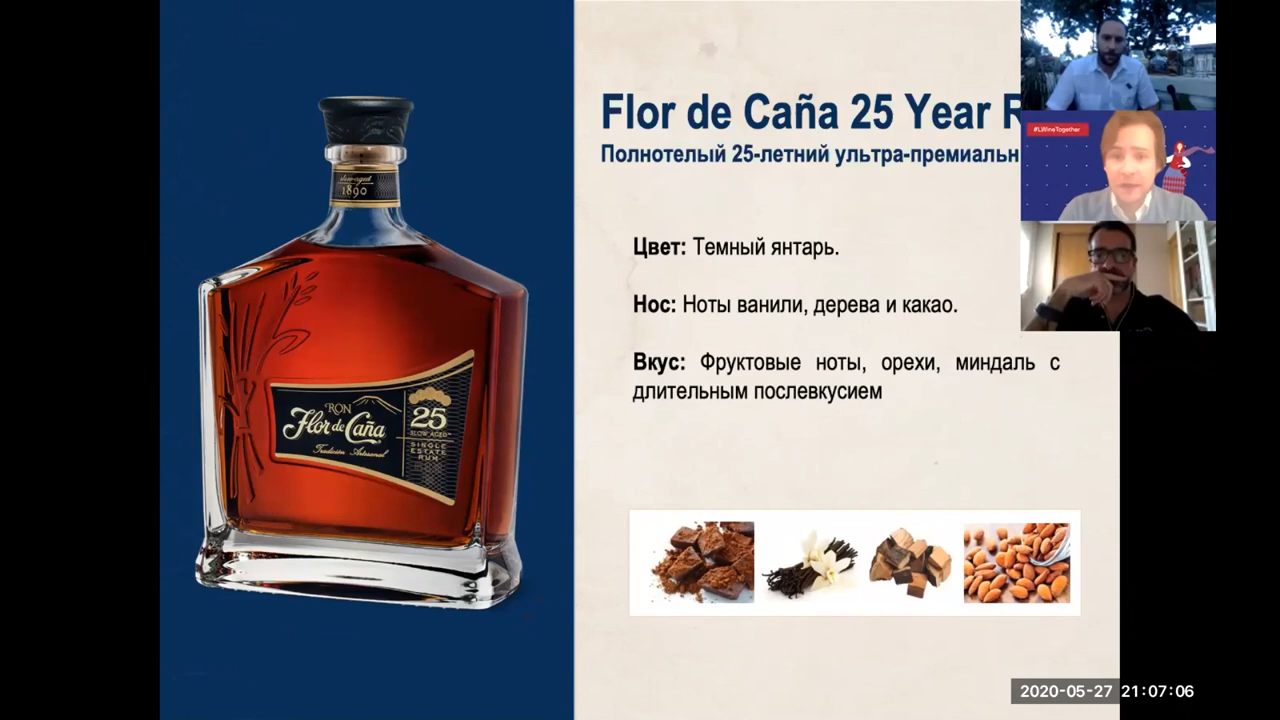 Flor de Caña 25 Year
Полнотелый 25-летний
#LWineTogether
Цвет: Темный янтарь.
Нос: Ноты ванили, дерева и какао.
Вкус: Фруктовые ноты, орехи, миндаль с
длительным послевкусием
slow-aged
1890
RON
Flor de Caña
Tradición Artesanal
25
SLOW AGED
SINGLE
ESTATE
RUM
2020-05-27 21:07:06